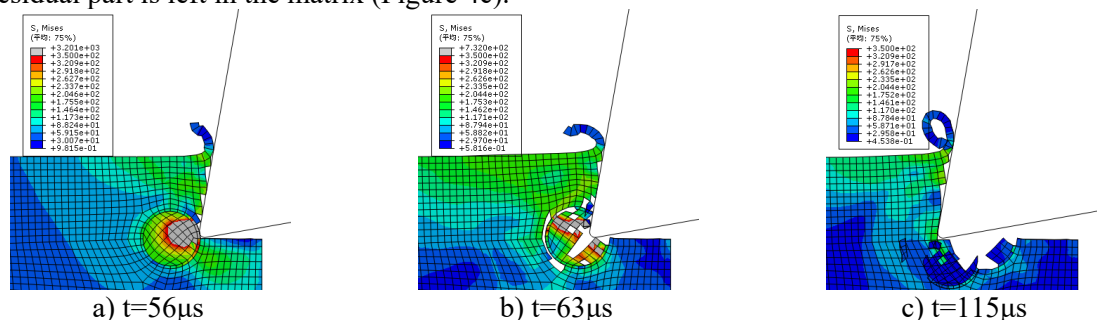 residual part is left in the matrix (Figure 4c).
S, Mises
(平均: 75%)
+3.201e+03
+3.500e+02
+3.209e+02
+2.918e+02
+2.627e+02
+2.337e+02
+2.046e+02
+1.755e+02
+1.464e+02
+1.173e+02
+8.824e+01
+5.915e+01
+3.007e+01
+9.815e-01
S, Mises
(平均: 75%)
+7.320e+02
+3.500e+02
+3.209e+02
+2.918e+02
+2.626e+02
+2.335e+02
+2.044e+02
+1.753e+02
+1.462e+02
+1.171e+02
+8.794e+01
+5.882e+01
+2.970e+01
+5.816e-01
S, Mises
(平均: 75%)
+3.500e+02
+3.209e+02
+2.917e+02
+2.626e+02
+2.335e+02
+2.044e+02
+1.752e+02
+1.461e+02
+1.170e+02
+8.784e+01
+5.871e+01
+2.958e+01
+4.538e-01
a) t=56μs
b) t=63μs
c) t=115μs